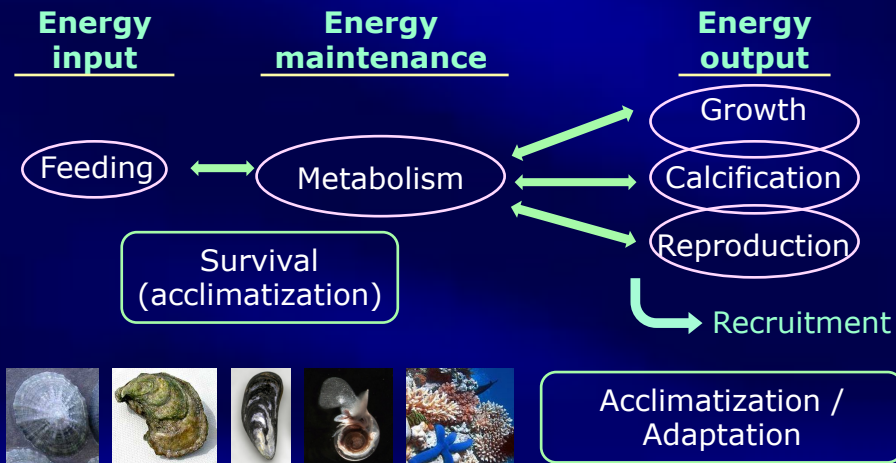 Energy
input
Energy
maintenance
Energy
output
Feeding
Metabolism
Growth
Calcification
Reproduction
Survival
(acclimatization)
Recruitment
Acclimatization /
Adaptation